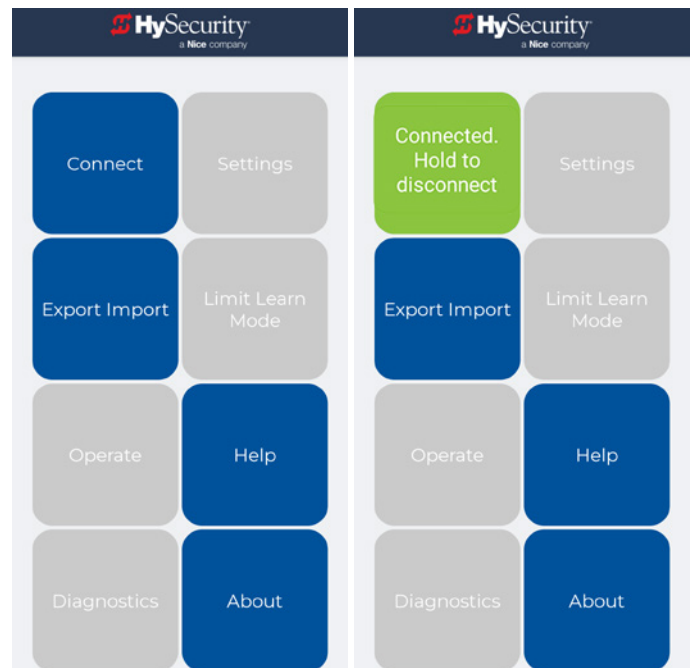 HySecurity
a Nice company
Connect
Settings
Export Import
Limit Learn
Mode
Operate
Help
Diagnostics
About
HySecurity
a Nice company
Connected.
Hold to
disconnect
Settings
Export Import
Limit Learn
Mode
Operate
Help
Diagnostics
About